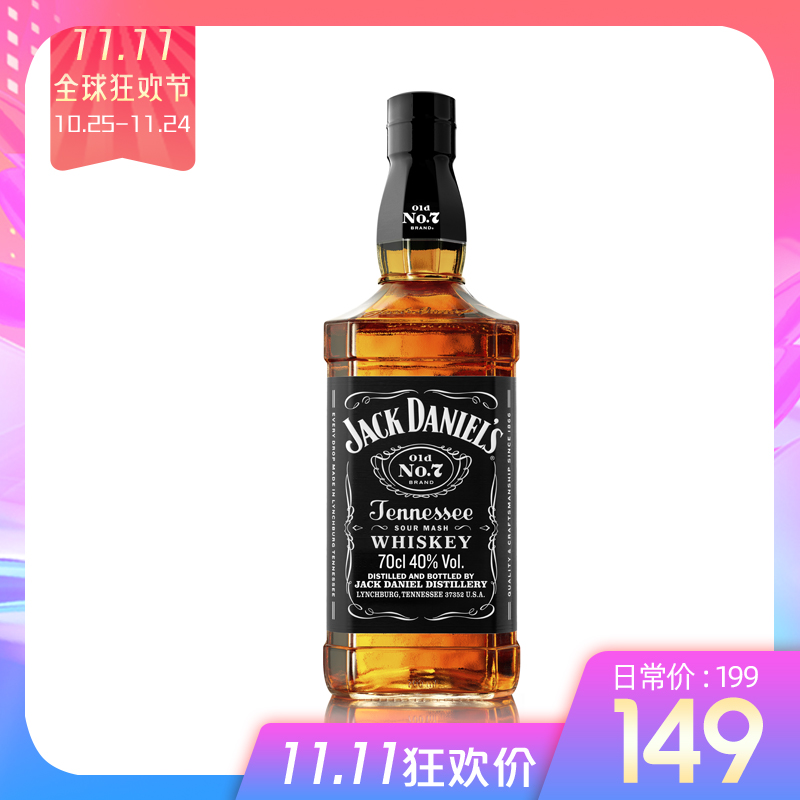 11.11
全球狂欢节
10.25-11.24
Old
No.7
BRAND
JACK DANIEL'S
Old
No.7
BRAND
Tennessee
SOUR MASH
WHISKEY
70cl 40% Vol.
DISTILLED AND BOTTLED BY
JACK DANIEL DISTILLERY
LYNCHBURG, TENNESSEE 37352 U.S.A.
EVERY DROP MADE IN LYNCHBURG, TENNESSEE
QUALITY & CRAFTSMANSHIP SINCE 1866
日常价 : 199
11.11狂欢价
149